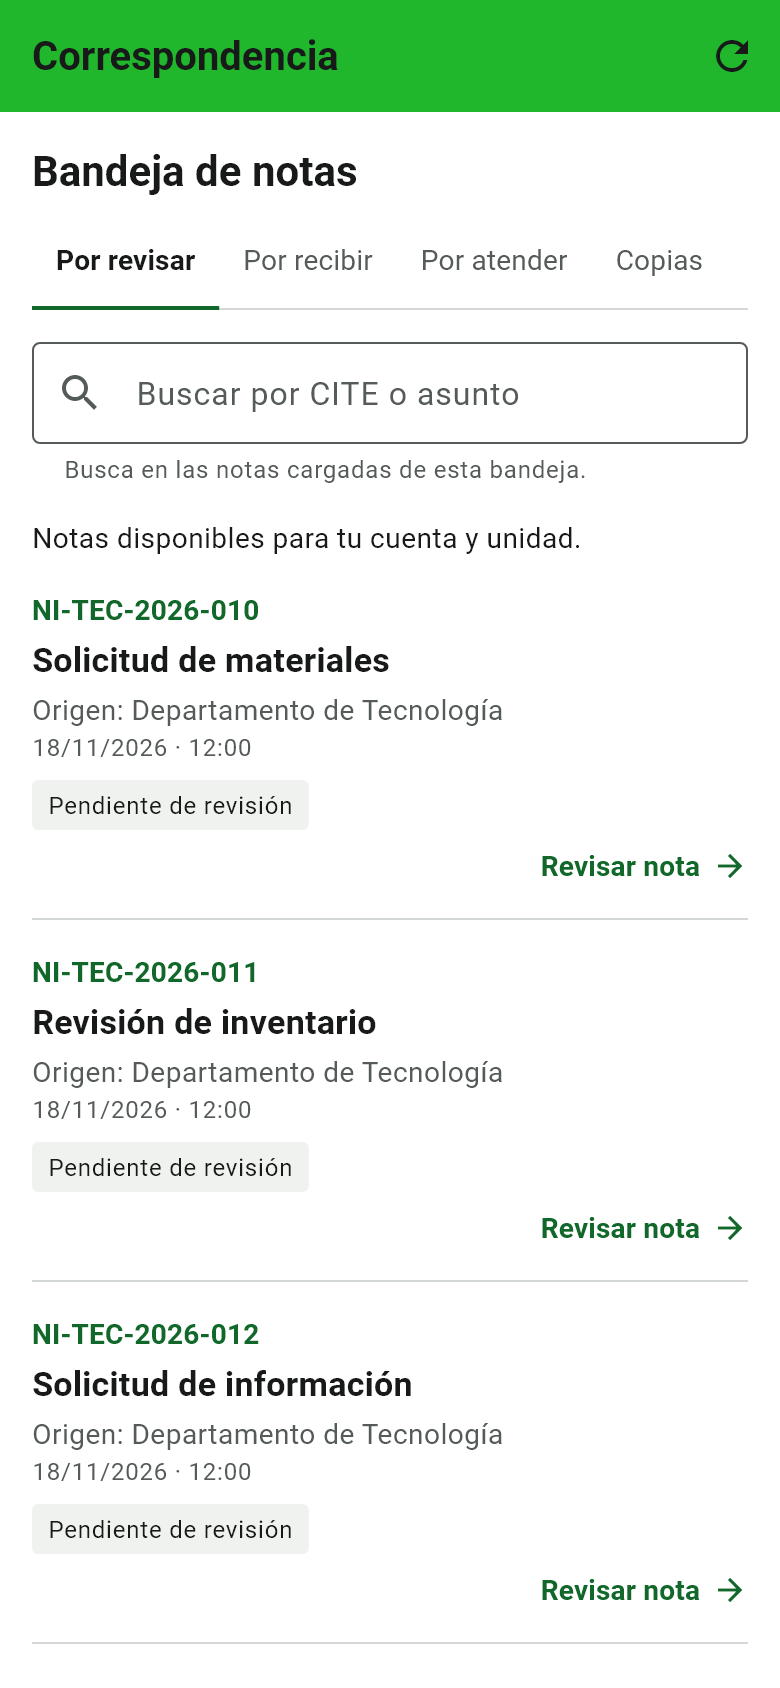 Correspondencia
Bandeja de notas
Por revisar
Por recibir
Por atender
Copias
Buscar por CITE o asunto
Busca en las notas cargadas de esta bandeja.
Notas disponibles para tu cuenta y unidad.
NI-TEC-2026-010
Solicitud de materiales
Origen: Departamento de Tecnología
18/11/2026 · 12:00
Pendiente de revisión
Revisar nota
NI-TEC-2026-011
Revisión de inventario
Origen: Departamento de Tecnología
18/11/2026 · 12:00
Pendiente de revisión
Revisar nota
NI-TEC-2026-012
Solicitud de información
Origen: Departamento de Tecnología
18/11/2026 · 12:00
Pendiente de revisión
Revisar nota